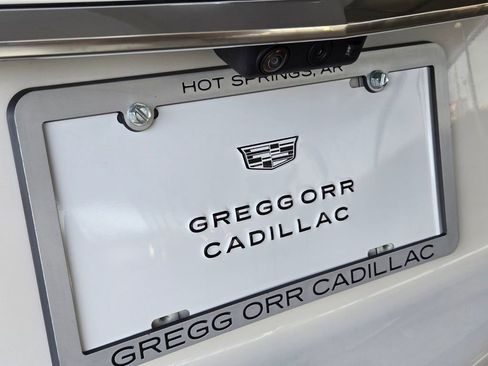 HOT SPRINGS, AR
GREGG ORR
CADILLAC
GREGG ORR CADILLAC